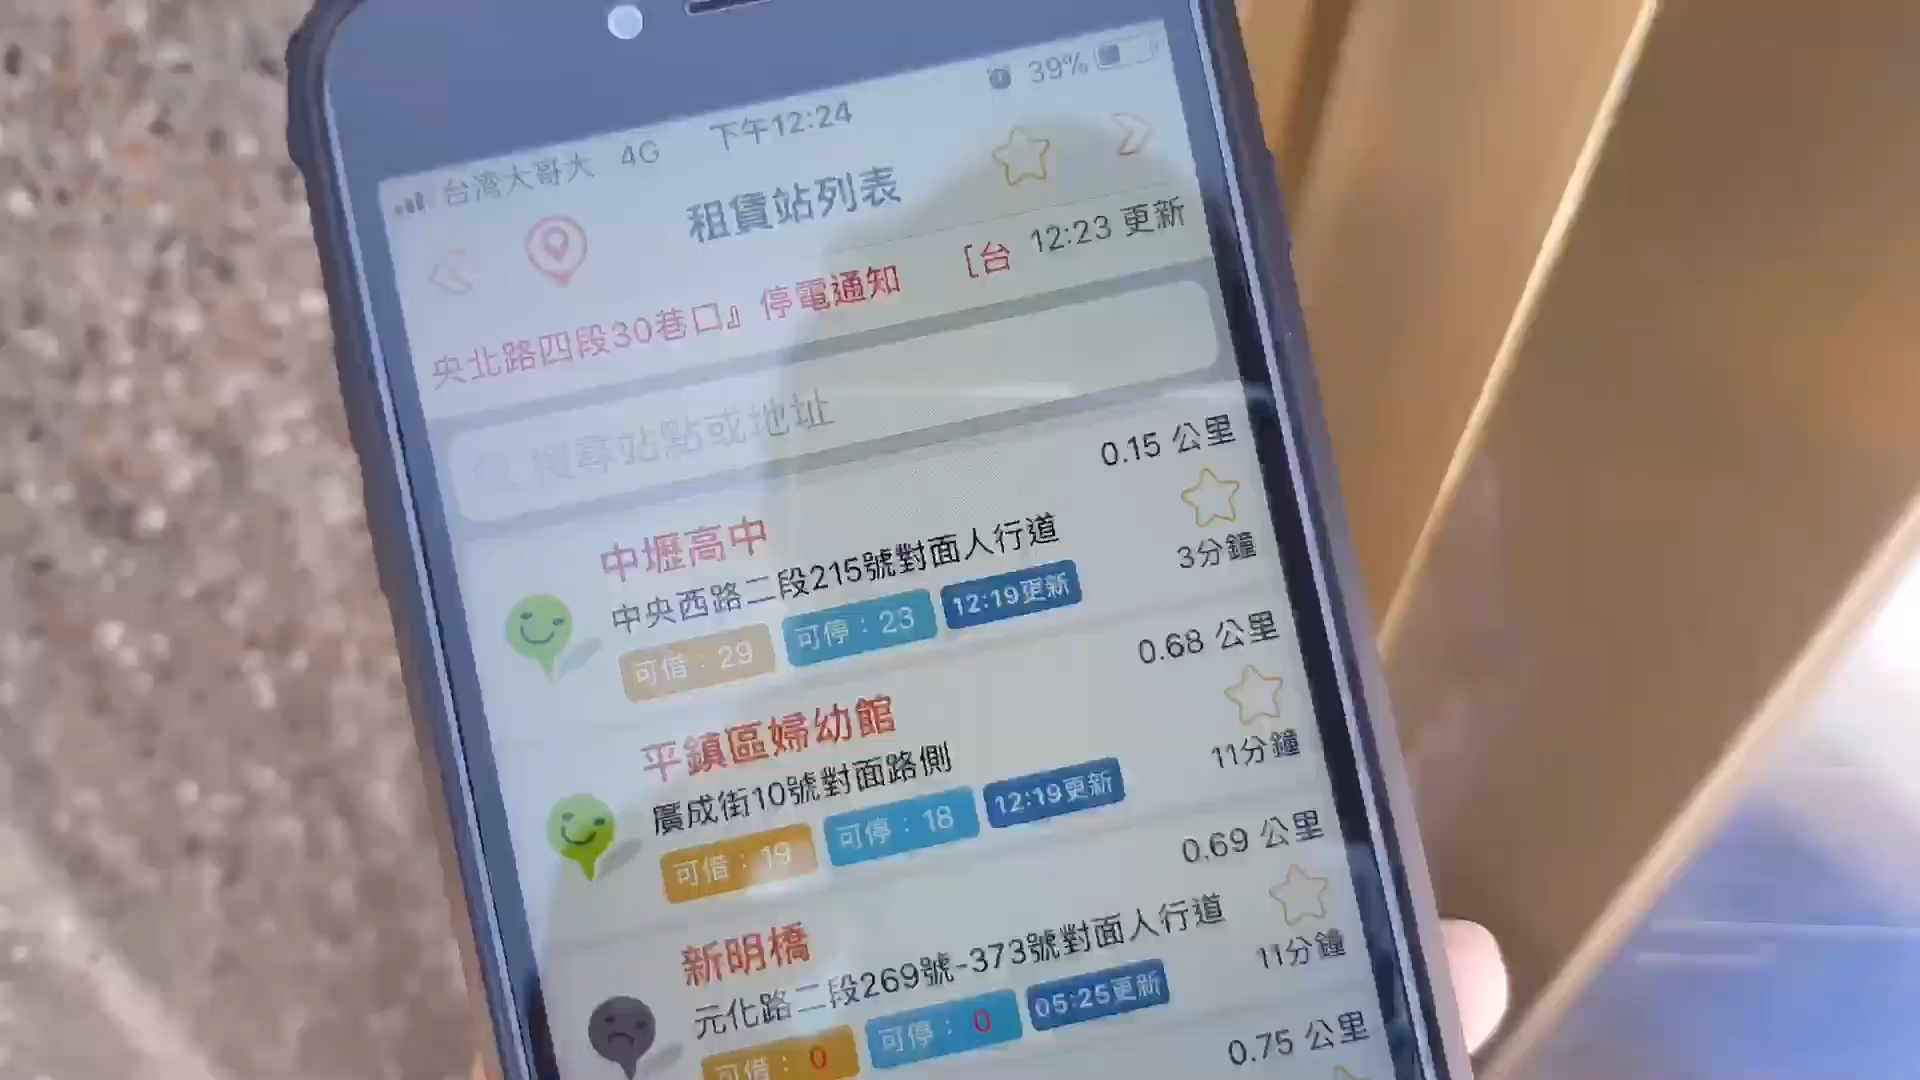 台湾大哥大 4G 下午12:24 39%
租賃站列表
央北路四段30巷口』停電通知 [台 12:23 更新
搜尋站點或地址
0.15 公里
中壢高中
中央西路二段215號對面人行道
3分鐘
可借：29 可停：23 12:19更新
0.68 公里
平鎮區婦幼館
廣成街10號對面路側
11分鐘
可借：19 可停：18 12:19更新
0.69 公里
新明橋
元化路二段269號-373號對面人行道
11分鐘
可借：0 可停：0 05:25更新
0.75 公里